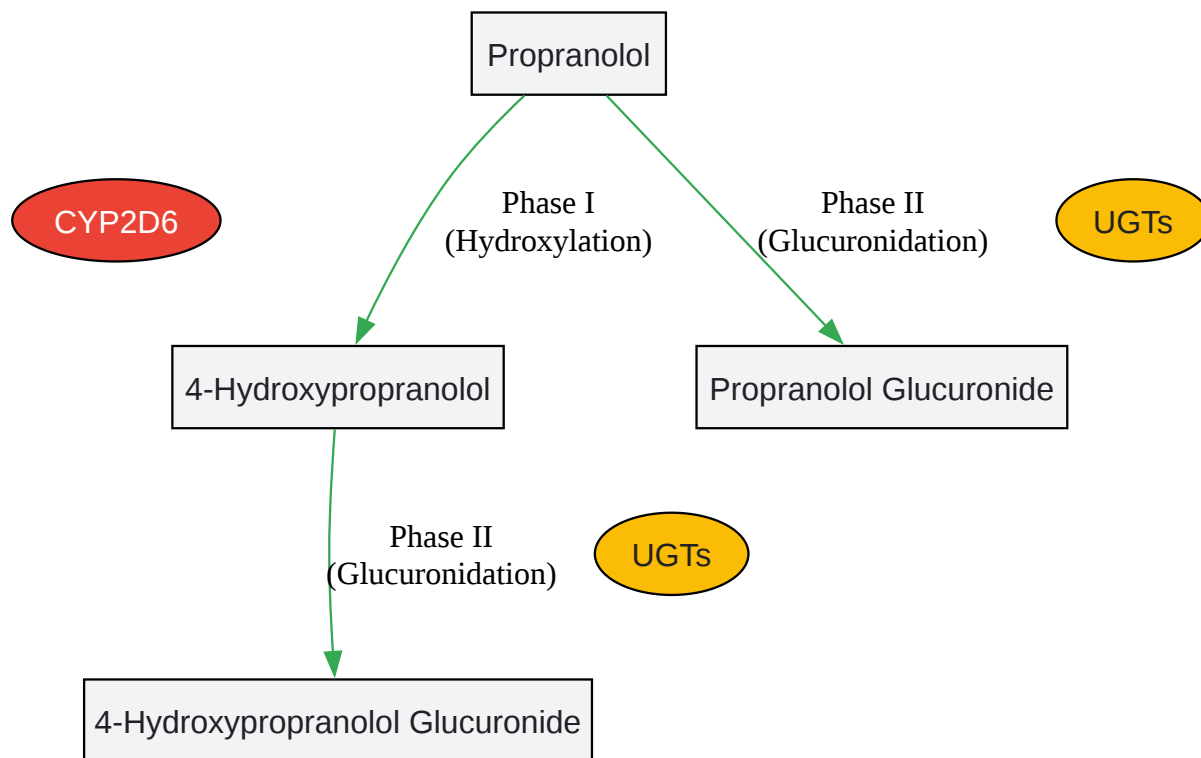 Propranolol
CYP2D6
Phase I
(Hydroxylation)
Phase II
(Glucuronidation)
UGTs
4-Hydroxypropranolol
Propranolol Glucuronide
Phase II
(Glucuronidation)
UGTs
4-Hydroxypropranolol Glucuronide